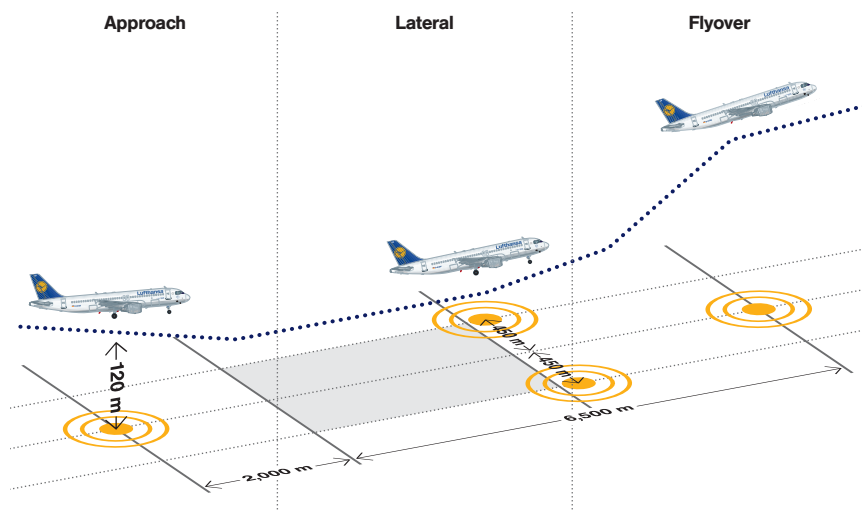 Approach
Lateral
Flyover
Lufthansa
Lufthansa
Lufthansa
120 m
450 m
450 m
2,000 m
6,500 m